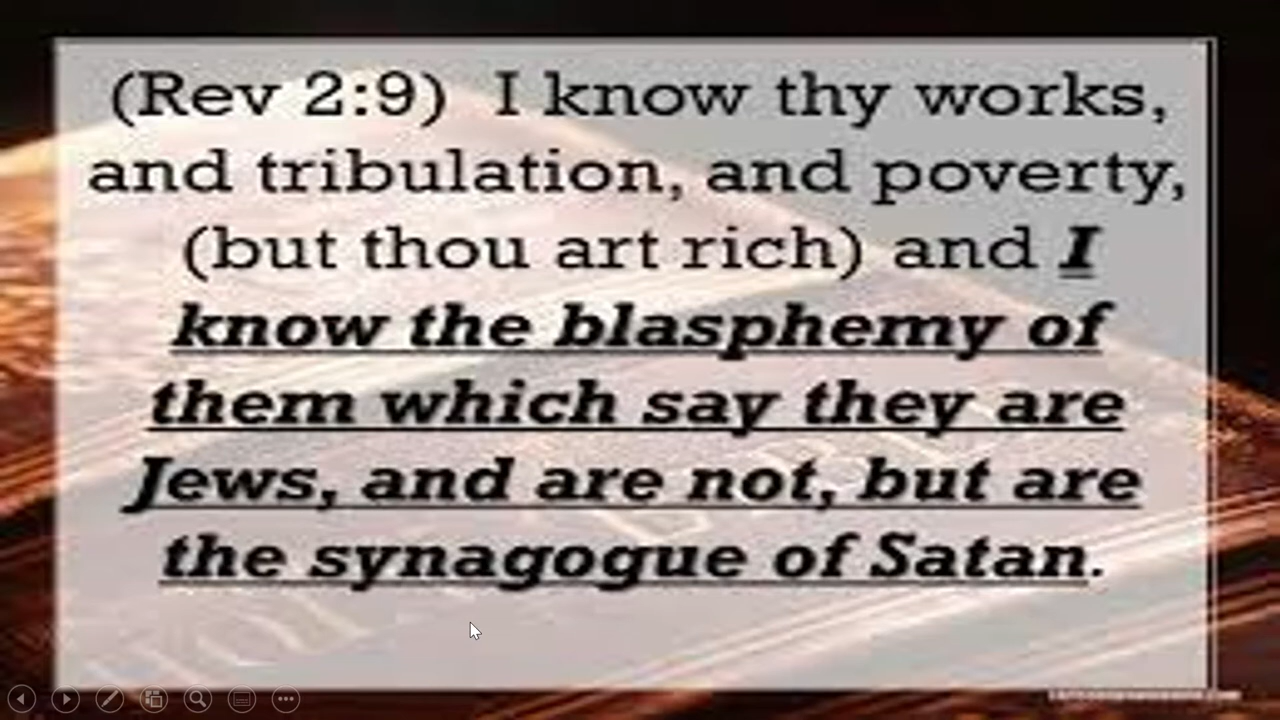 (Rev 2:9) I know thy works,
and tribulation, and poverty,
(but thou art rich) and I
know the blasphemy of
them which say they are
Jews, and are not, but are
the synagogue of Satan.